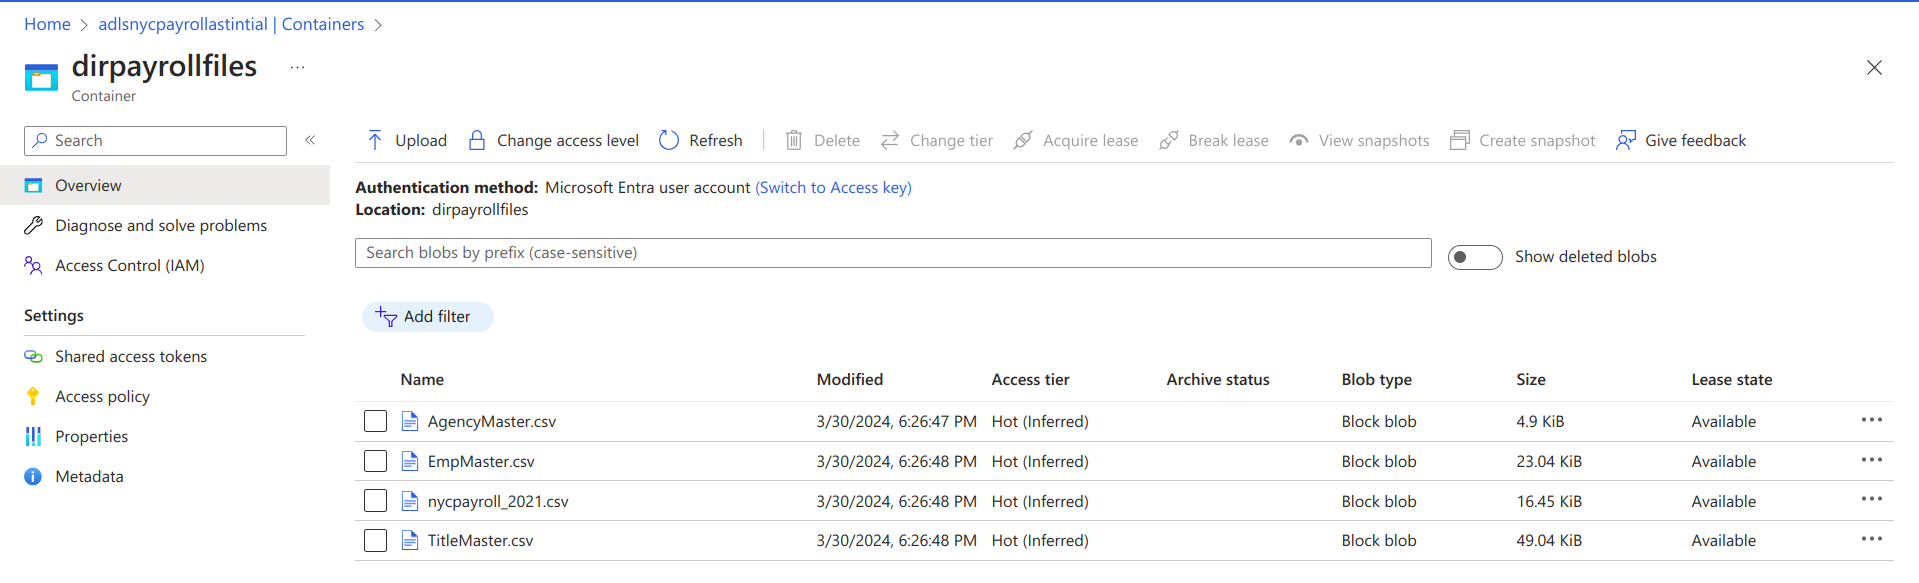 Home > adlsnycpayrollastintial | Containers >
dirpayrollfiles ...
Container
Search «
Overview
Diagnose and solve problems
Access Control (IAM)
Settings
Shared access tokens
Access policy
Properties
Metadata
Upload Change access level Refresh Delete Change tier Acquire lease Break lease View snapshots Create snapshot Give feedback
Authentication method: Microsoft Entra user account (Switch to Access key)
Location: dirpayrollfiles
Search blobs by prefix (case-sensitive) Show deleted blobs
Add filter
Name Modified Access tier Archive status Blob type Size Lease state
AgencyMaster.csv 3/30/2024, 6:26:47 PM Hot (Inferred) Block blob 4.9 KiB Available ...
EmpMaster.csv 3/30/2024, 6:26:48 PM Hot (Inferred) Block blob 23.04 KiB Available ...
nycpayroll_2021.csv 3/30/2024, 6:26:48 PM Hot (Inferred) Block blob 16.45 KiB Available ...
TitleMaster.csv 3/30/2024, 6:26:48 PM Hot (Inferred) Block blob 49.04 KiB Available ...